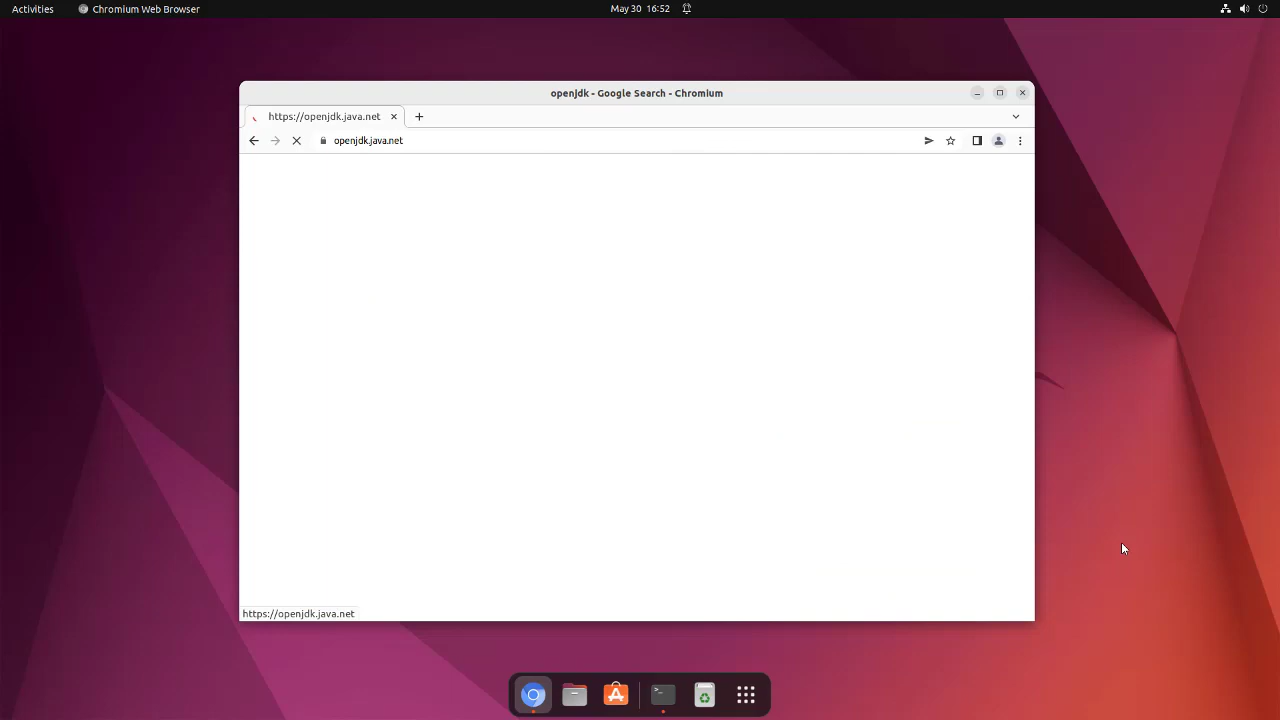 Activities Chromium Web Browser May 30 16:52
openjdk - Google Search - Chromium
https://openjdk.java.net
openjdk.java.net
https://openjdk.java.net